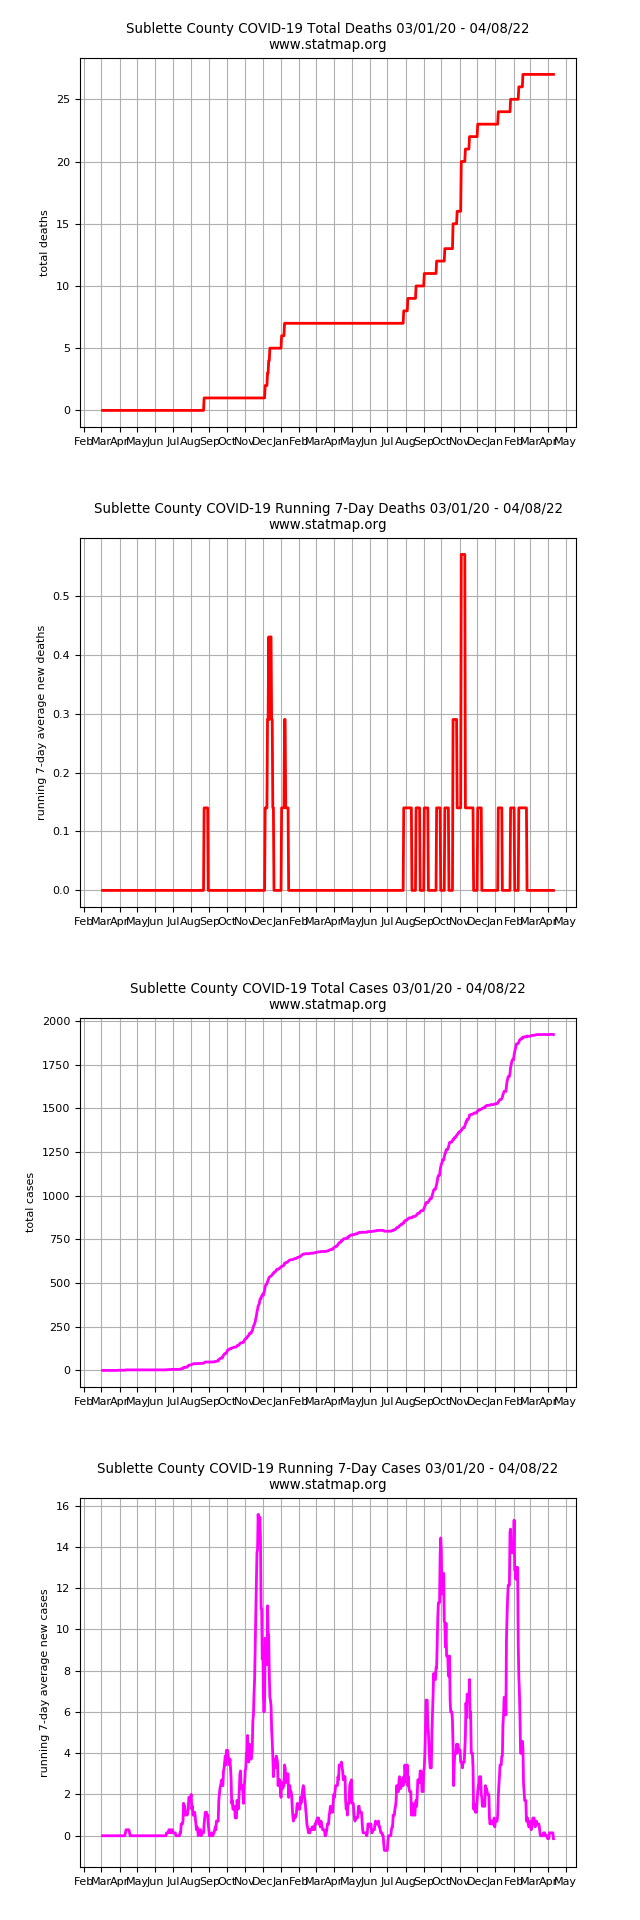 Sublette County COVID-19 Total Deaths 03/01/20 - 04/08/22
www.statmap.org
25
20
15
10
5
0
total deaths
Feb Mar Apr May Jun Jul Aug Sep Oct Nov Dec Jan Feb Mar Apr May Jun Jul Aug Sep Oct Nov Dec Jan Feb Mar Apr May
Sublette County COVID-19 Running 7-Day Deaths 03/01/20 - 04/08/22
www.statmap.org
0.5
0.4
0.3
0.2
0.1
0.0
running 7-day average new deaths
Feb Mar Apr May Jun Jul Aug Sep Oct Nov Dec Jan Feb Mar Apr May Jun Jul Aug Sep Oct Nov Dec Jan Feb Mar Apr May
Sublette County COVID-19 Total Cases 03/01/20 - 04/08/22
www.statmap.org
2000
1750
1500
1250
1000
750
500
250
0
total cases
Feb Mar Apr May Jun Jul Aug Sep Oct Nov Dec Jan Feb Mar Apr May Jun Jul Aug Sep Oct Nov Dec Jan Feb Mar Apr May
Sublette County COVID-19 Running 7-Day Cases 03/01/20 - 04/08/22
www.statmap.org
16
14
12
10
8
6
4
2
0
running 7-day average new cases
Feb Mar Apr May Jun Jul Aug Sep Oct Nov Dec Jan Feb Mar Apr May Jun Jul Aug Sep Oct Nov Dec Jan Feb Mar Apr May